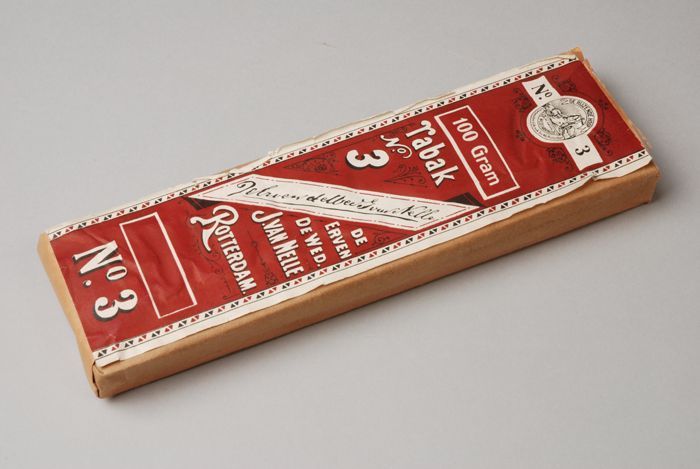 No. 3
100 Gram
Tabak
No. 3
DE
ERVEN
DE WED.
J. VAN NELLE
ROTTERDAM.
No. 3